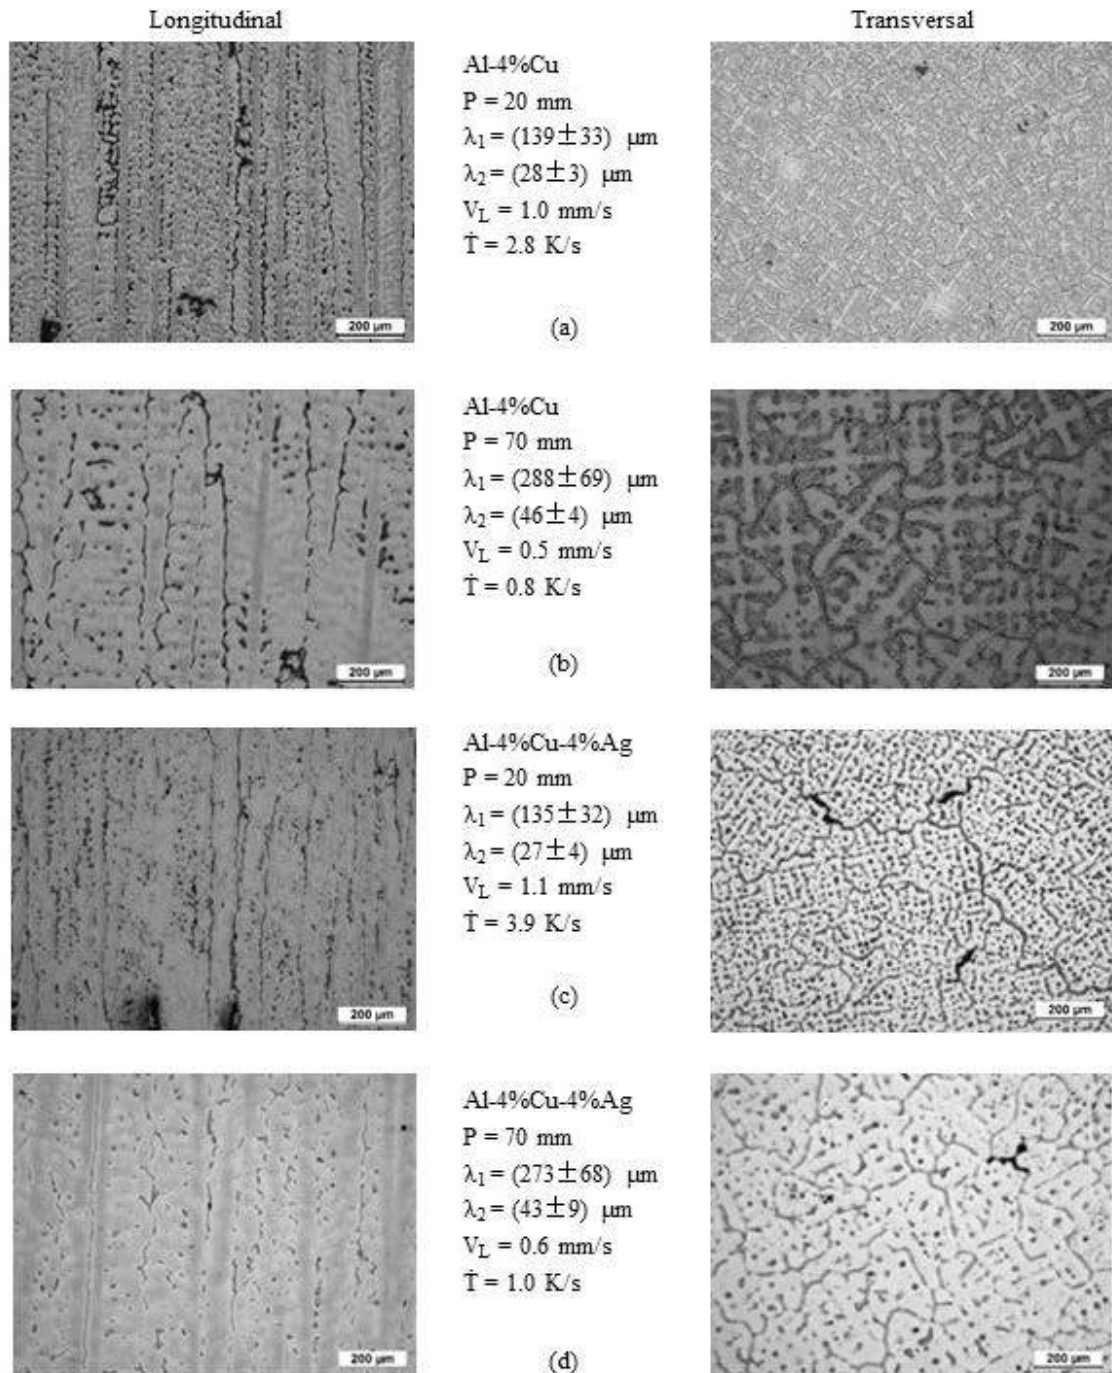 Longitudinal
Transversal
Al-4%Cu
P = 20 mm
λ1 = (139±33) μm
λ2 = (28±3) μm
VL = 1.0 mm/s
Ṫ = 2.8 K/s
(a)
200 μm
200 μm
Al-4%Cu
P = 70 mm
λ1 = (288±69) μm
λ2 = (46±4) μm
VL = 0.5 mm/s
Ṫ = 0.8 K/s
(b)
200 μm
200 μm
Al-4%Cu-4%Ag
P = 20 mm
λ1 = (135±32) μm
λ2 = (27±4) μm
VL = 1.1 mm/s
Ṫ = 3.9 K/s
(c)
200 μm
200 μm
Al-4%Cu-4%Ag
P = 70 mm
λ1 = (273±68) μm
λ2 = (43±9) μm
VL = 0.6 mm/s
Ṫ = 1.0 K/s
(d)
200 μm
200 μm